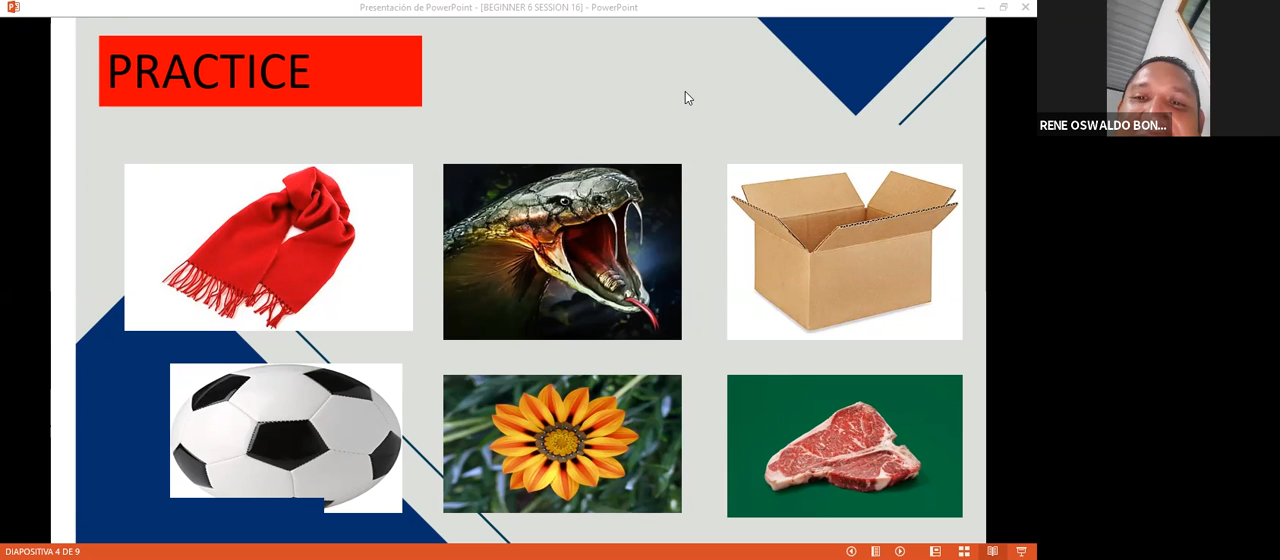 Presentación de PowerPoint - [BEGINNER 6 SESSION 16] - PowerPoint
PRACTICE
RENE OSWALDO BON...
DIAPOSITIVA 4 DE 9